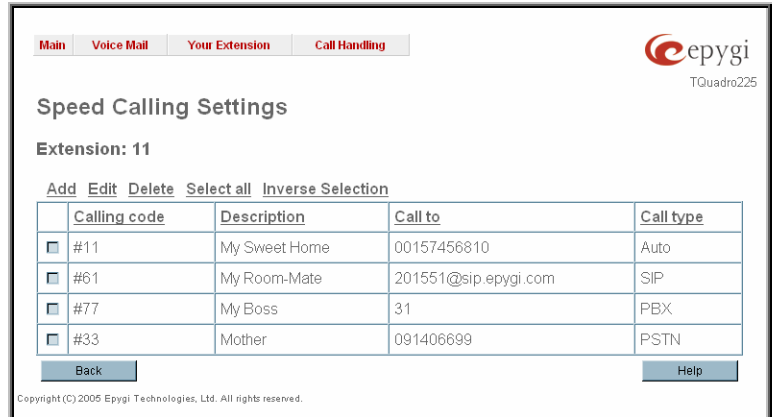 Main Voice Mail Your Extension Call Handling
epygi
TQuadro225
Speed Calling Settings
Extension: 11
Add Edit Delete Select all Inverse Selection
Calling code Description Call to Call type
#11 My Sweet Home 00157456810 Auto
#61 My Room-Mate 201551@sip.epygi.com SIP
#77 My Boss 31 PBX
#33 Mother 091406699 PSTN
Back Help
Copyright (C) 2005 Epygi Technologies, Ltd. All rights reserved.